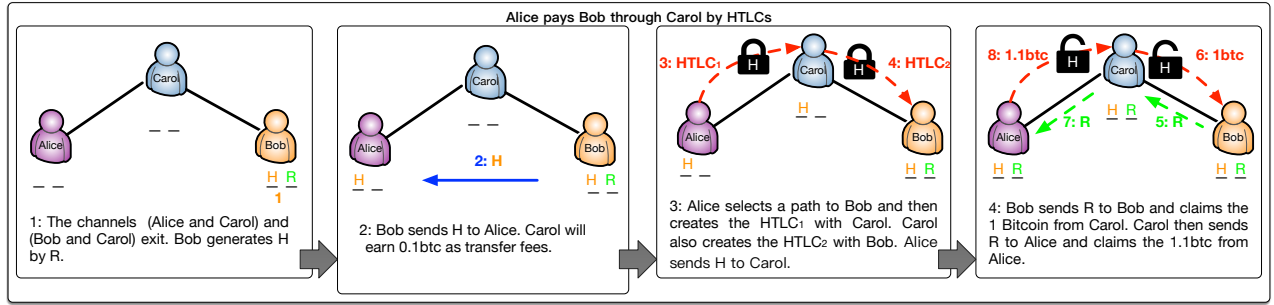 Alice pays Bob through Carol by HTLCs
Carol
Alice
Bob
H R
1
1: The channels (Alice and Carol) and
(Bob and Carol) exit. Bob generates H
by R.
Carol
Alice
Bob
2: H
H
H R
2: Bob sends H to Alice. Carol will
earn 0.1btc as transfer fees.
3: HTLC₁
H
H
4: HTLC₂
Carol
H
Alice
Bob
H
H R
3: Alice selects a path to Bob and then
creates the HTLC₁ with Carol. Carol
also creates the HTLC₂ with Bob. Alice
sends H to Carol.
8: 1.1btc
H
H
6: 1btc
Carol
H R
7: R
5: R
Alice
Bob
H R
H R
4: Bob sends R to Bob and claims the
1 Bitcoin from Carol. Carol then sends
R to Alice and claims the 1.1btc from
Alice.